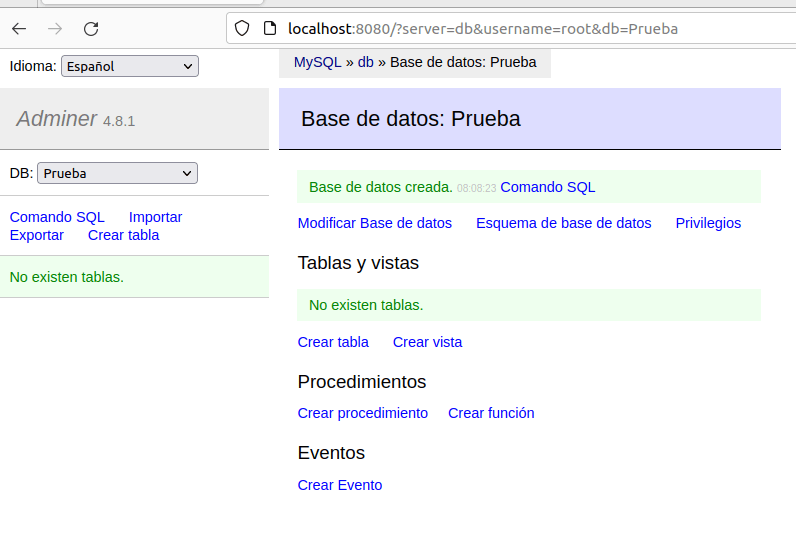 localhost:8080/?server=db&username=root&db=Prueba
Idioma: Español
MySQL » db » Base de datos: Prueba
Adminer 4.8.1
Base de datos: Prueba
DB: Prueba
Comando SQL Importar
Exportar Crear tabla
No existen tablas.
Base de datos creada. 08:08:23 Comando SQL
Modificar Base de datos Esquema de base de datos Privilegios
Tablas y vistas
No existen tablas.
Crear tabla Crear vista
Procedimientos
Crear procedimiento Crear función
Eventos
Crear Evento